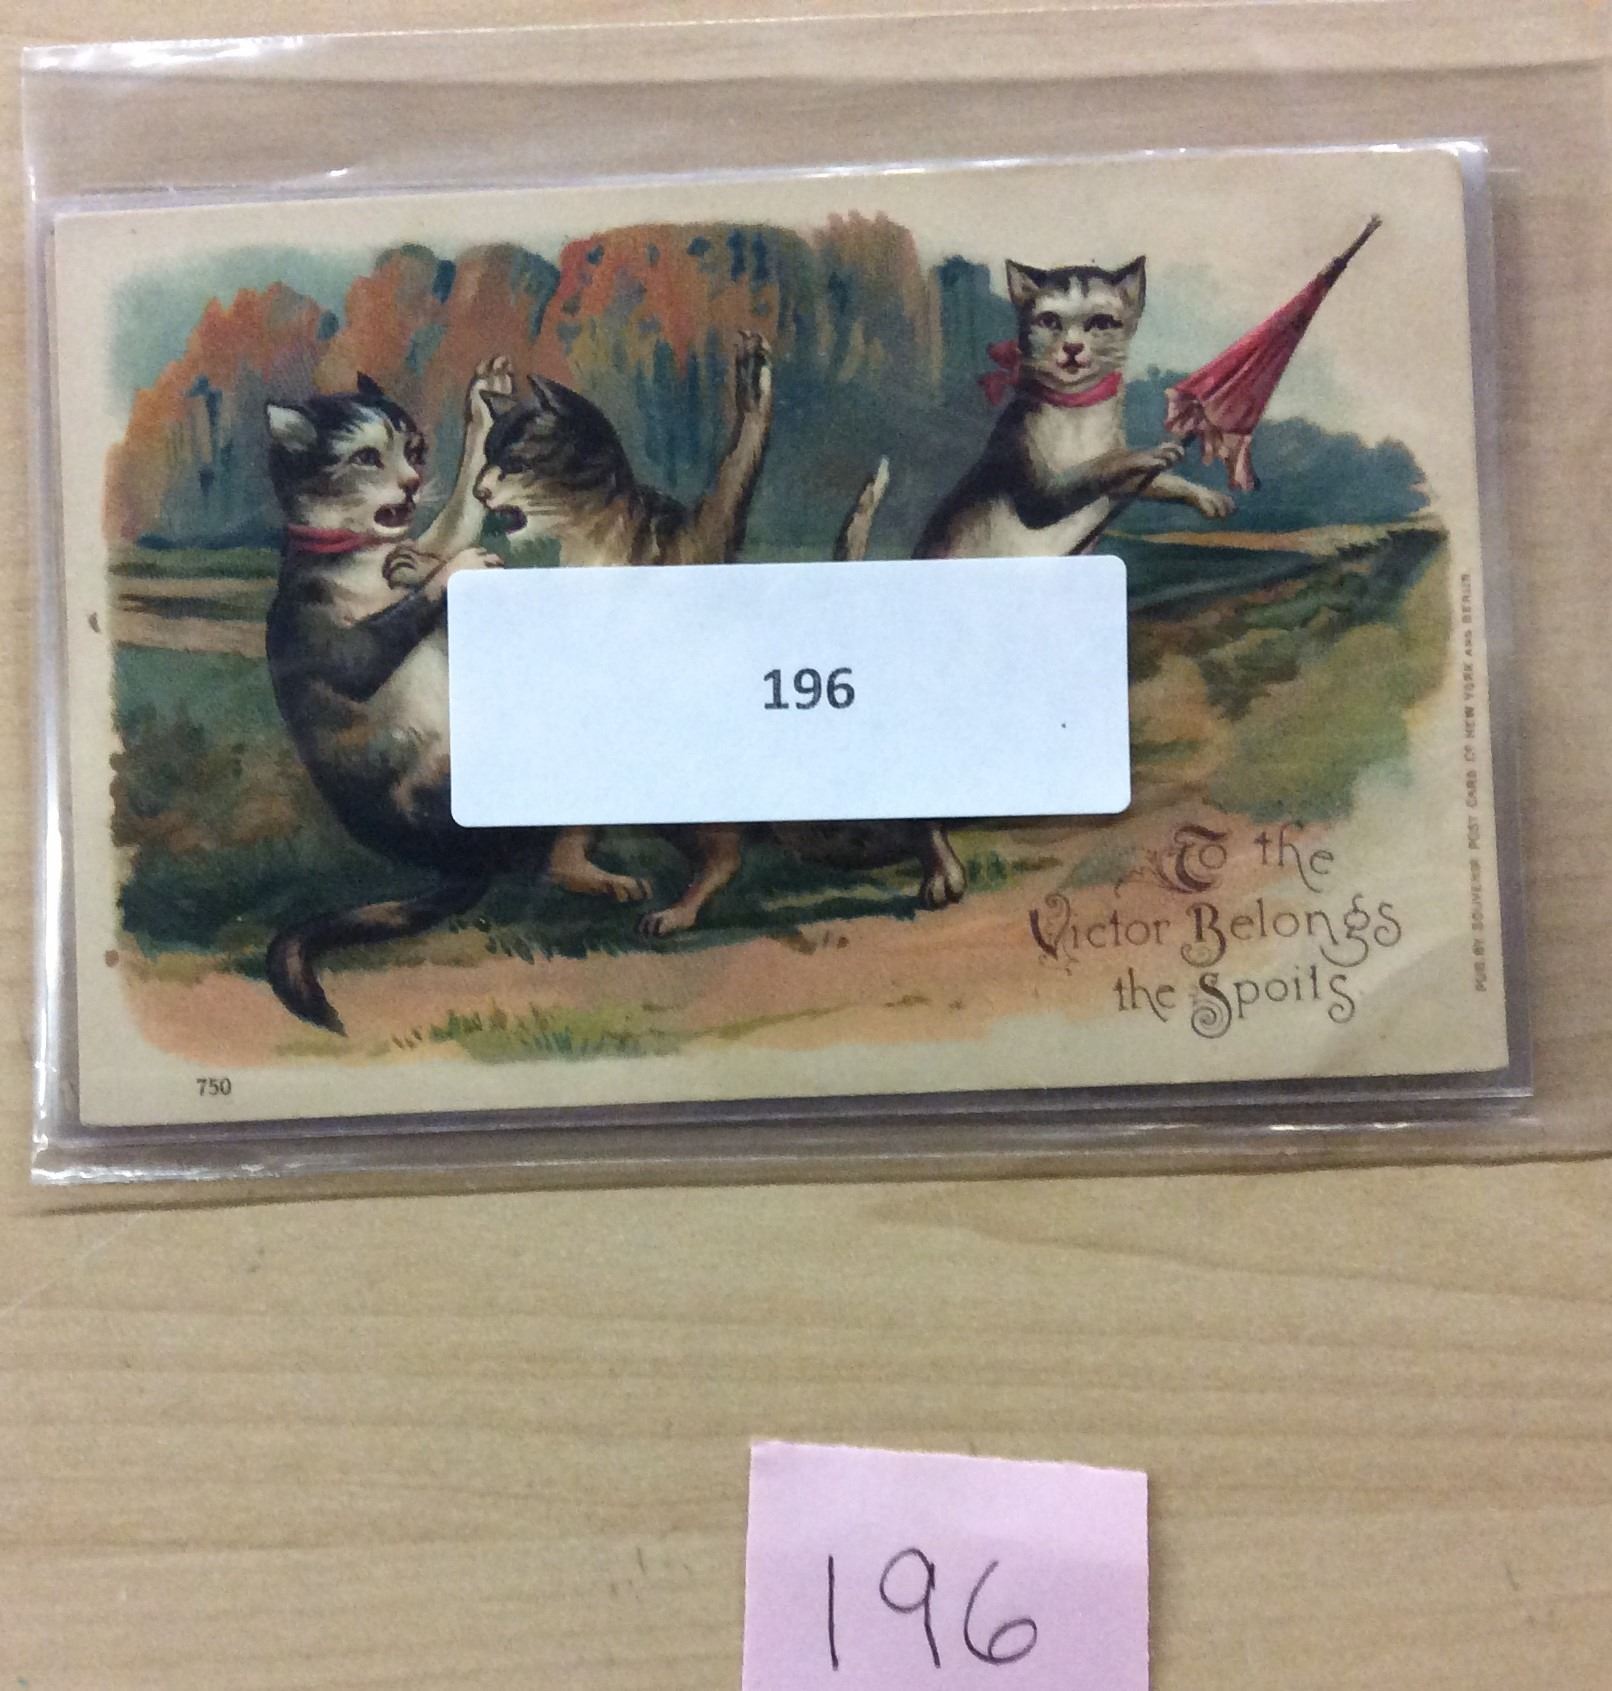 196
To the
Victor Belongs
the Spoils
PUB. BY SOUVENIR POST CARD CO NEW YORK AND BERLIN
750
196